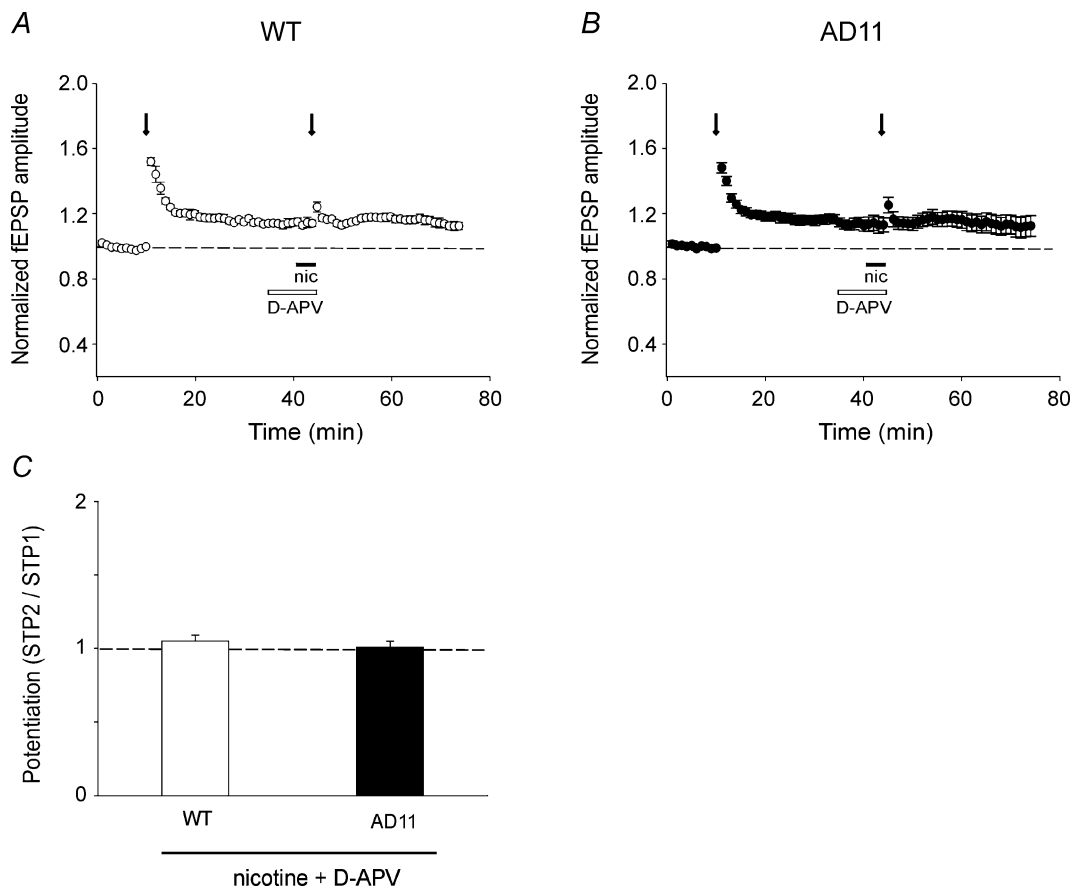 A
WT
Normalized fEPSP amplitude
2.0
1.6
1.2
0.8
0.4
nic
D-APV
0 20 40 60 80
Time (min)
B
AD11
Normalized fEPSP amplitude
2.0
1.6
1.2
0.8
0.4
nic
D-APV
0 20 40 60 80
Time (min)
C
Potentiation (STP2 / STP1)
2
1
0
WT AD11
nicotine + D-APV